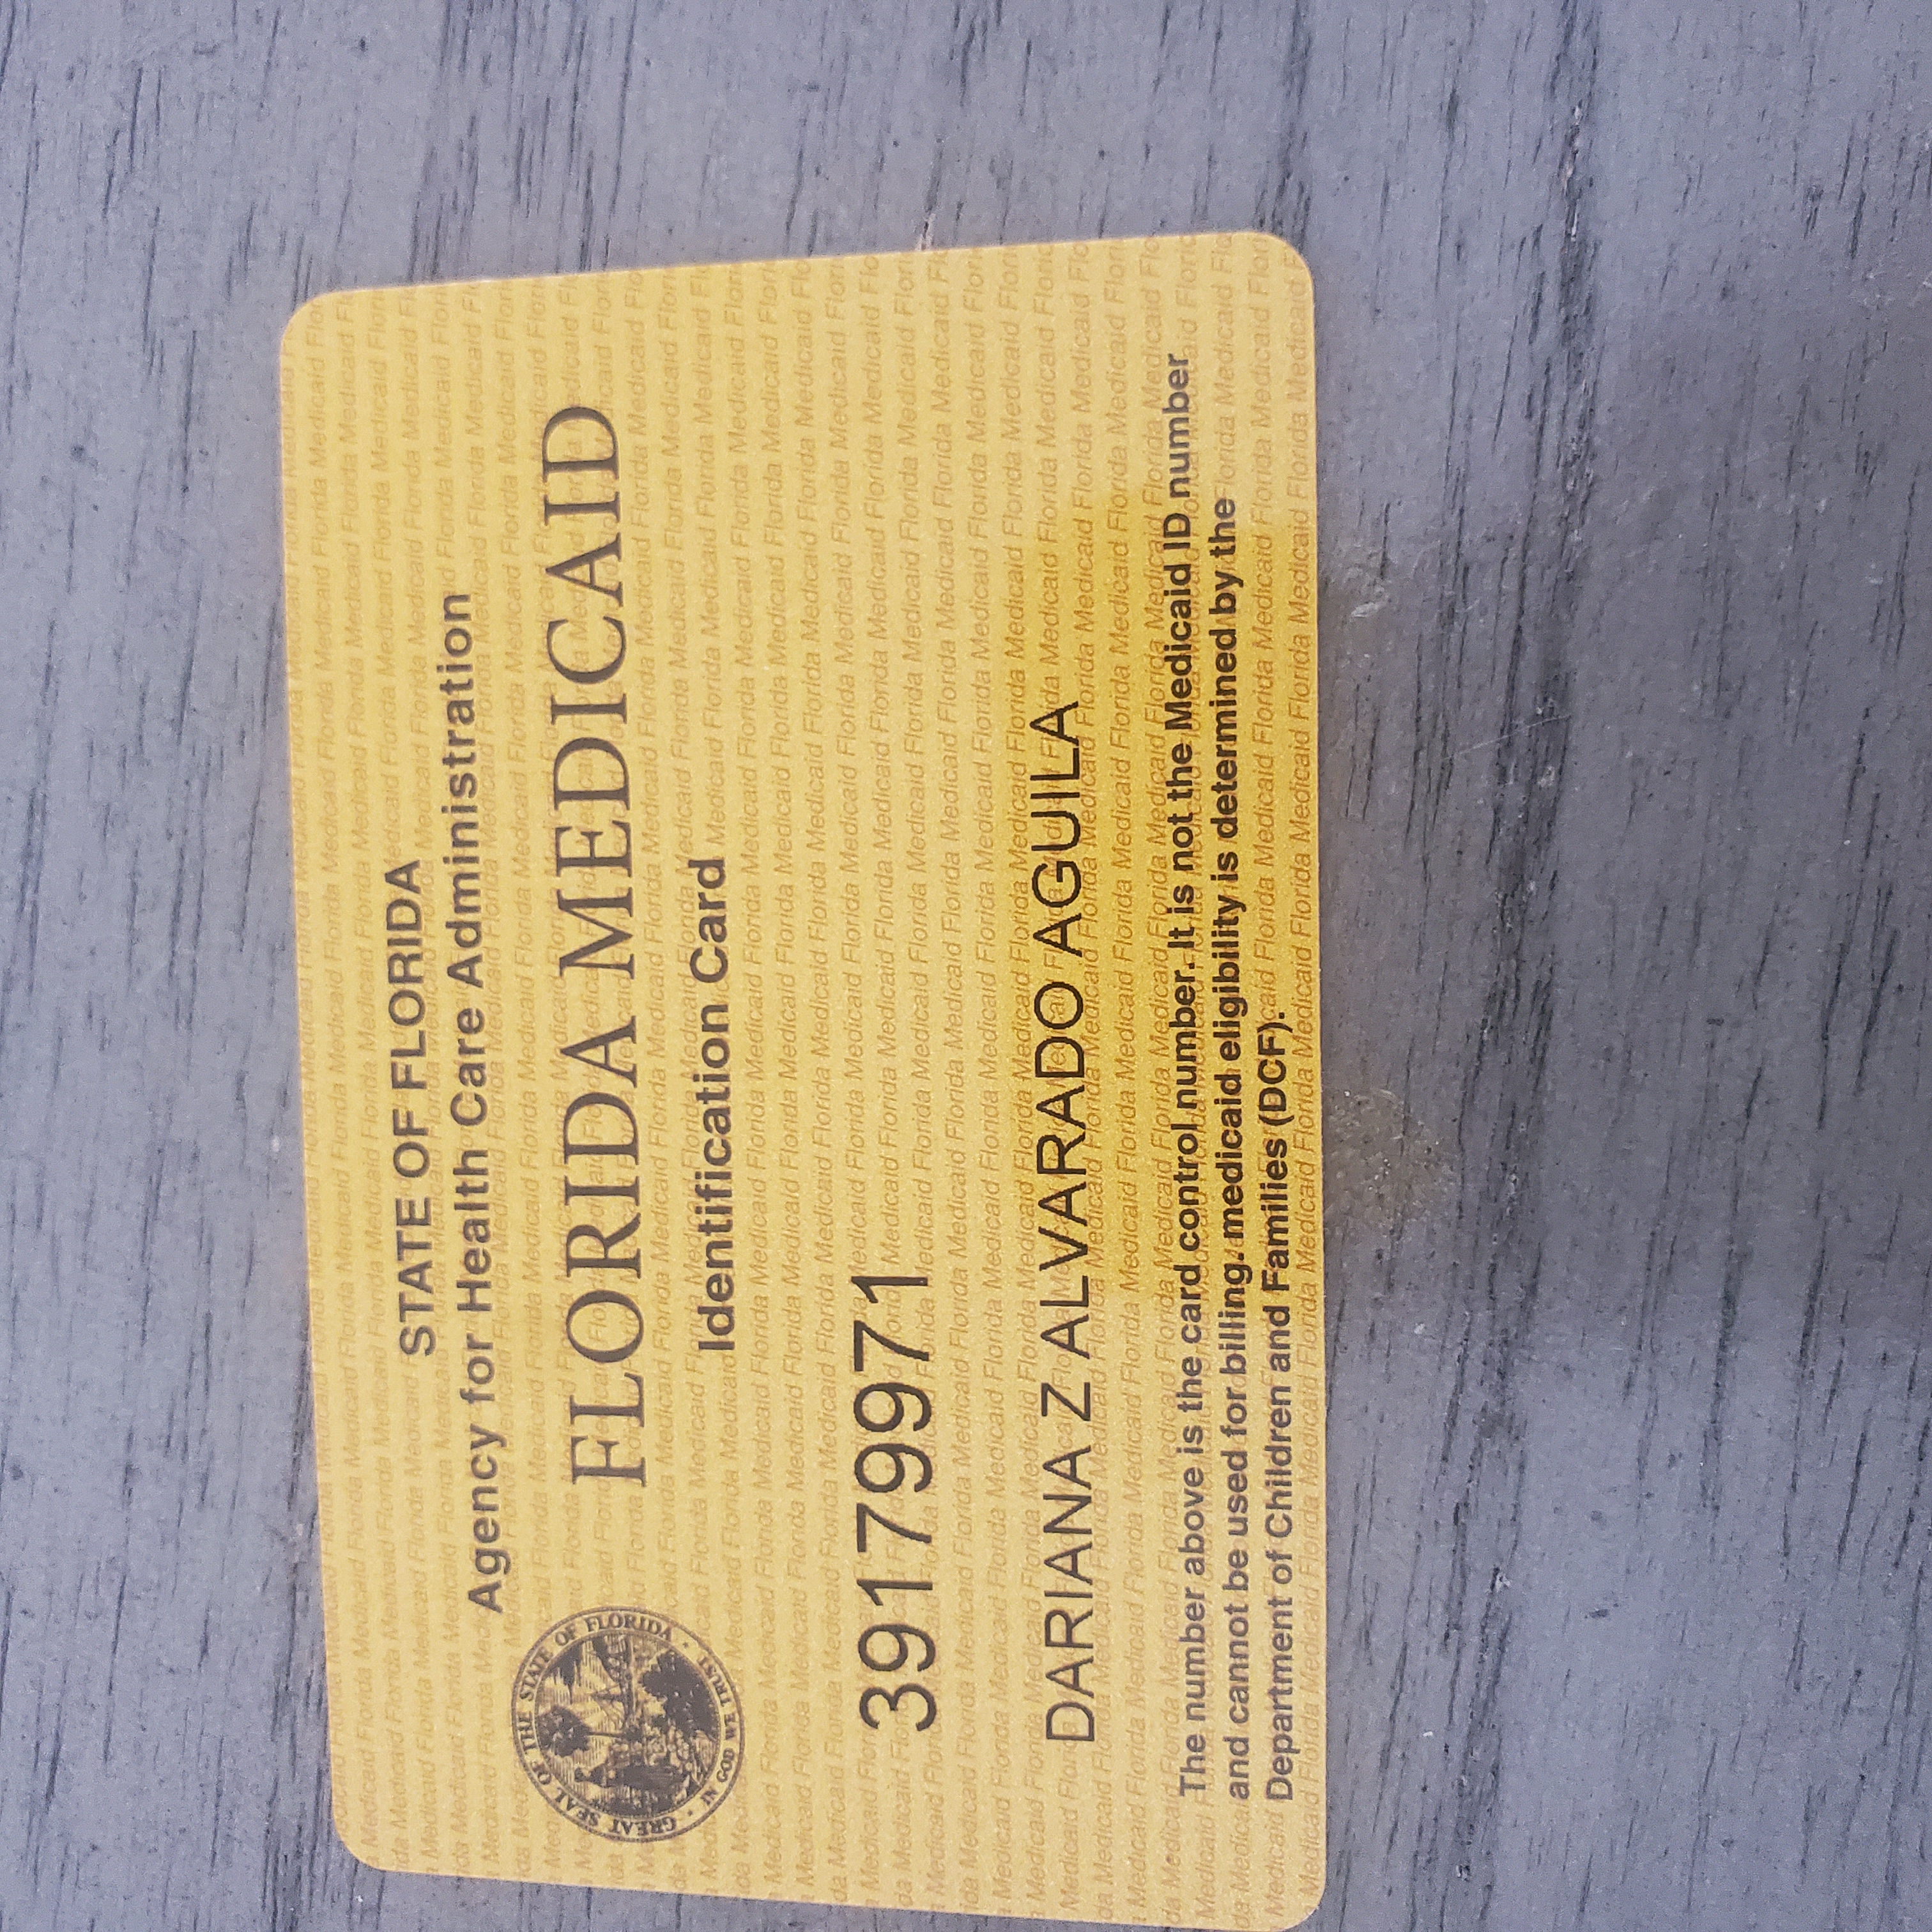 STATE OF FLORIDA
Agency for Health Care Administration
FLORIDA MEDICAID
Identification Card
GREAT SEAL OF THE STATE OF FLORIDA • IN GOD WE TRUST •
39179971
DARIANA Z ALVARADO AGUILA
The number above is the card control number. It is not the Medicaid ID number
and cannot be used for billing. medicaid eligibility is determined by the
Department of Children and Families (DCF).